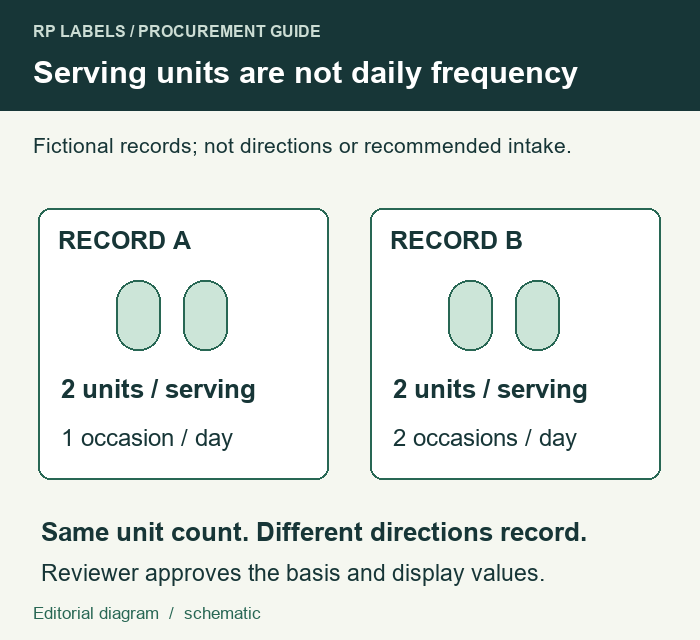 RP LABELS / PROCUREMENT GUIDE
Serving units are not daily frequency
Fictional records; not directions or recommended intake.
RECORD A
2 units / serving
1 occasion / day
RECORD B
2 units / serving
2 occasions / day
Same unit count. Different directions record.
Reviewer approves the basis and display values.
Editorial diagram / schematic